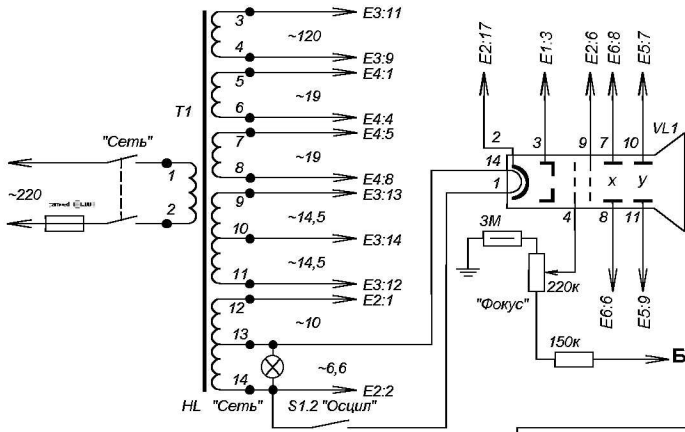 3
~120
4
E3:11
E3:9
5
~19
6
E4:1
E4:4
7
~19
8
E4:5
E4:8
9
~14,5
10
~14,5
11
E3:13
E3:14
E3:12
12
~10
13
~6,6
14
E2:1
E2:2
T1
"Сеть"
1
2
~220
HL "Сеть"
S1.2 "Осцил"
E2:17
E1:3
E2:6
E6:8
E5:7
2
3
9
7
10
VL1
14
1
x
y
4
8
11
3М
220к
"Фокус"
E6:6
E5:9
150к
Б